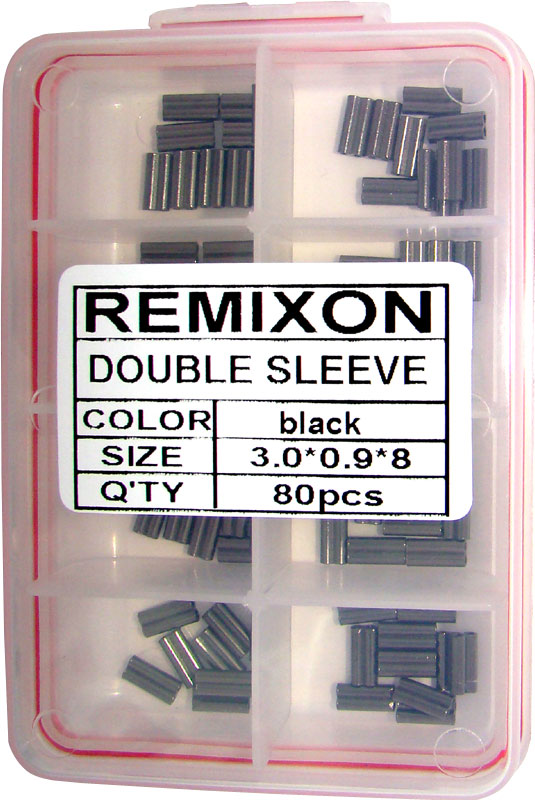 REMIXON
DOUBLE SLEEVE
COLOR black
SIZE 3.0*0.9*8
Q'TY 80pcs